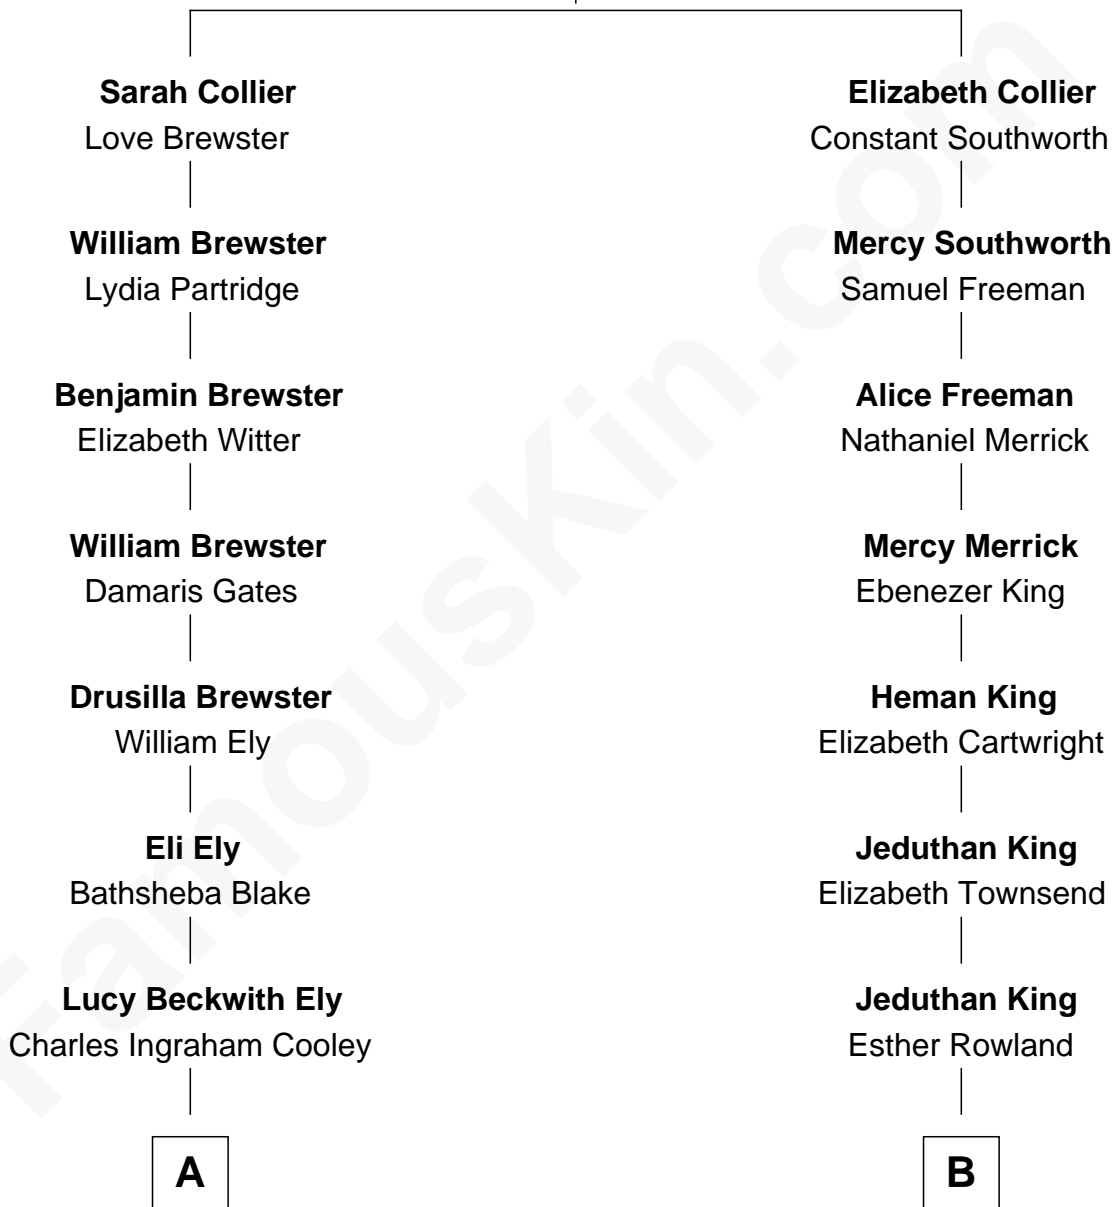 Sarah Collier
Love Brewster
William Brewster
Lydia Partridge
Benjamin Brewster
Elizabeth Witter
William Brewster
Damaris Gates
Drusilla Brewster
William Ely
Eli Ely
Bathsheba Blake
Lucy Beckwith Ely
Charles Ingraham Cooley
A
Elizabeth Collier
Constant Southworth
Mercy Southworth
Samuel Freeman
Alice Freeman
Nathaniel Merrick
Mercy Merrick
Ebenezer King
Heman King
Elizabeth Cartwright
Jeduthan King
Elizabeth Townsend
Jeduthan King
Esther Rowland
B
FamousKin.com